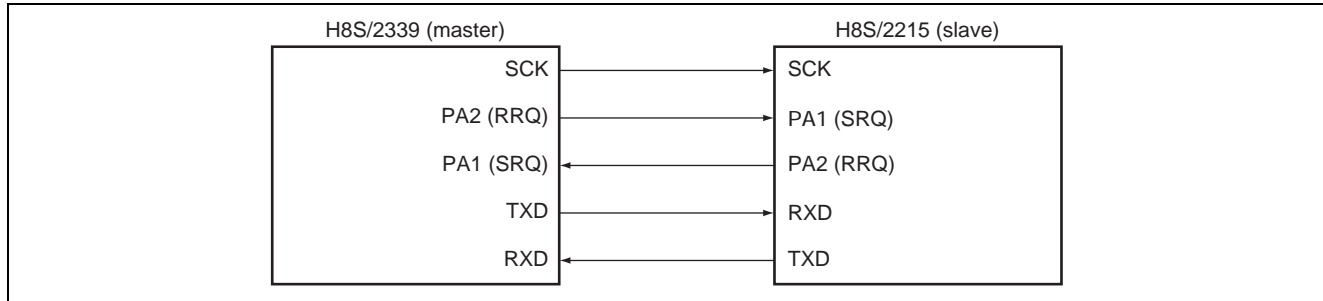 H8S/2339 (master) H8S/2215 (slave)
SCK SCK
PA2 (RRQ) PA1 (SRQ)
PA1 (SRQ) PA2 (RRQ)
TXD RXD
RXD TXD